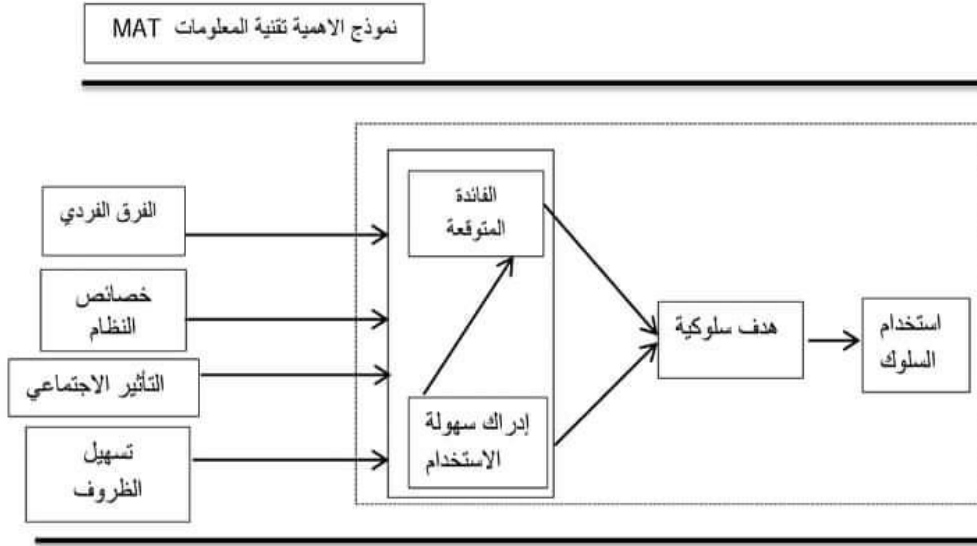 نموذج الاهمية تقنية المعلومات MAT
الفرق الفردي
خصائص
النظام
التأثير الاجتماعي
تسهيل
الظروف
الفائدة
المتوقعة
إدراك سهولة
الاستخدام
هدف سلوكية
استخدام
السلوك